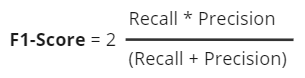 Recall * Precision
F1-Score = 2
(Recall + Precision)